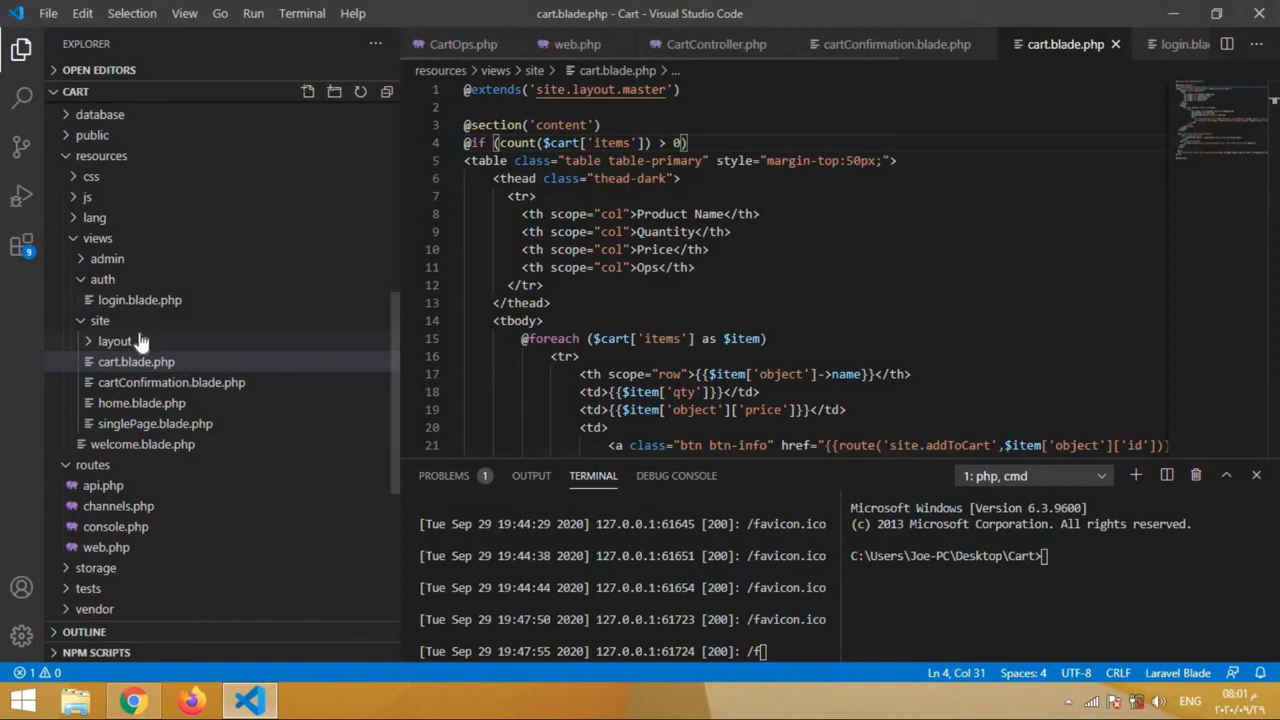 File Edit Selection View Go Run Terminal Help
cart.blade.php - Cart - Visual Studio Code
EXPLORER
OPEN EDITORS
CART
database
public
resources
css
js
lang
views
admin
auth
login.blade.php
site
layout
cart.blade.php
cartConfirmation.blade.php
home.blade.php
singlePage.blade.php
welcome.blade.php
routes
api.php
channels.php
console.php
web.php
storage
tests
vendor
OUTLINE
NPM SCRIPTS
9
CartOps.php web.php CartController.php cartConfirmation.blade.php cart.blade.php login.bla
resources > views > site > cart.blade.php > ...
1 @extends('site.layout.master')
2
3 @section('content')
4 @if (count($cart['items']) > 0)
5 <table class="table table-primary" style="margin-top:50px;">
6 <thead class="thead-dark">
7 <tr>
8 <th scope="col">Product Name</th>
9 <th scope="col">Quantity</th>
10 <th scope="col">Price</th>
11 <th scope="col">Ops</th>
12 </tr>
13 </thead>
14 <tbody>
15 @foreach ($cart['items'] as $item)
16 <tr>
17 <th scope="row">{{$item['object']->name}}</th>
18 <td>{{$item['qty']}}</td>
19 <td>{{$item['object']['price']}}</td>
20 <td>
21 <a class="btn btn-info" href="{{route('site.addToCart',$item['object']['id'])}
PROBLEMS 1 OUTPUT TERMINAL DEBUG CONSOLE 1: php, cmd
[Tue Sep 29 19:44:29 2020] 127.0.0.1:61645 [200]: /favicon.ico
[Tue Sep 29 19:44:38 2020] 127.0.0.1:61651 [200]: /favicon.ico
[Tue Sep 29 19:44:44 2020] 127.0.0.1:61654 [200]: /favicon.ico
[Tue Sep 29 19:47:50 2020] 127.0.0.1:61723 [200]: /favicon.ico
[Tue Sep 29 19:47:55 2020] 127.0.0.1:61724 [200]: /f
Microsoft Windows [Version 6.3.9600]
(c) 2013 Microsoft Corporation. All rights reserved.
C:\Users\Joe-PC\Desktop\Cart>
1 0 Ln 4, Col 31 Spaces: 4 UTF-8 CRLF Laravel Blade
ENG
08:01 م
٢٠٢٠/٠٩/٢٩